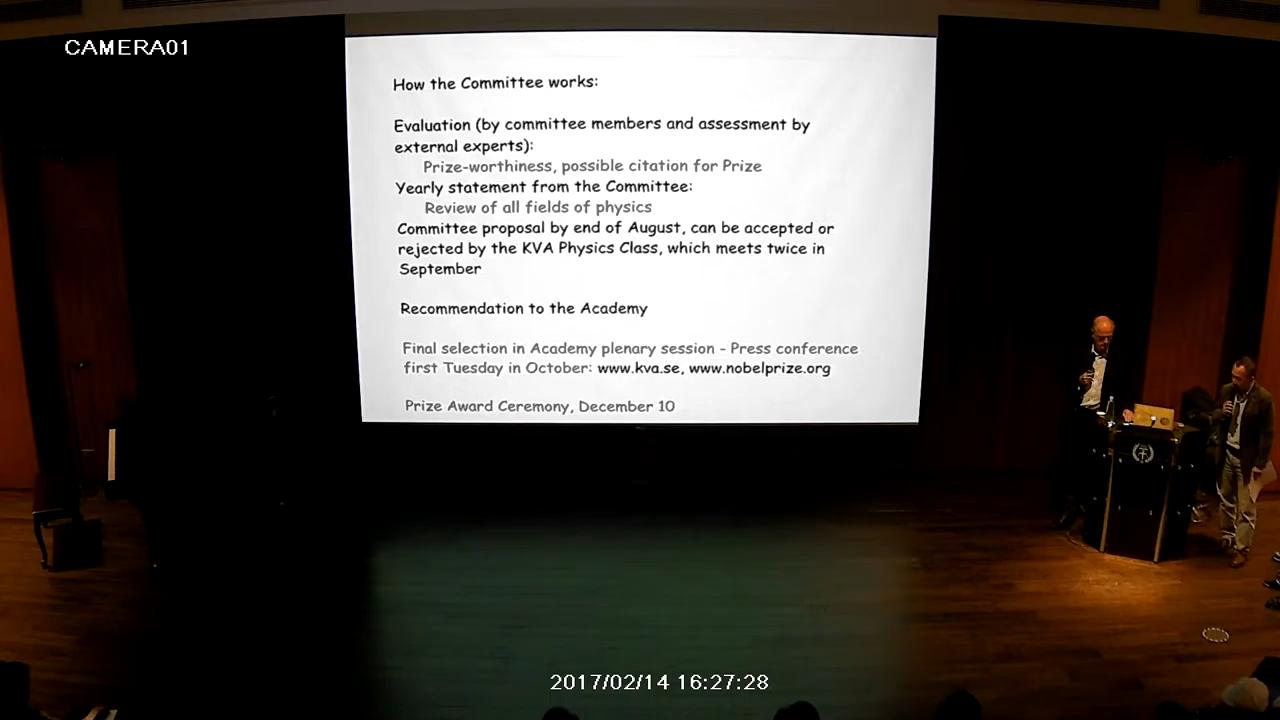 CAMERA01
How the Committee works:
Evaluation (by committee members and assessment by
external experts):
Prize-worthiness, possible citation for Prize
Yearly statement from the Committee:
Review of all fields of physics
Committee proposal by end of August, can be accepted or
rejected by the KVA Physics Class, which meets twice in
September
Recommendation to the Academy
Final selection in Academy plenary session - Press conference
first Tuesday in October: www.kva.se, www.nobelprize.org
Prize Award Ceremony, December 10
2017/02/14 16:27:28